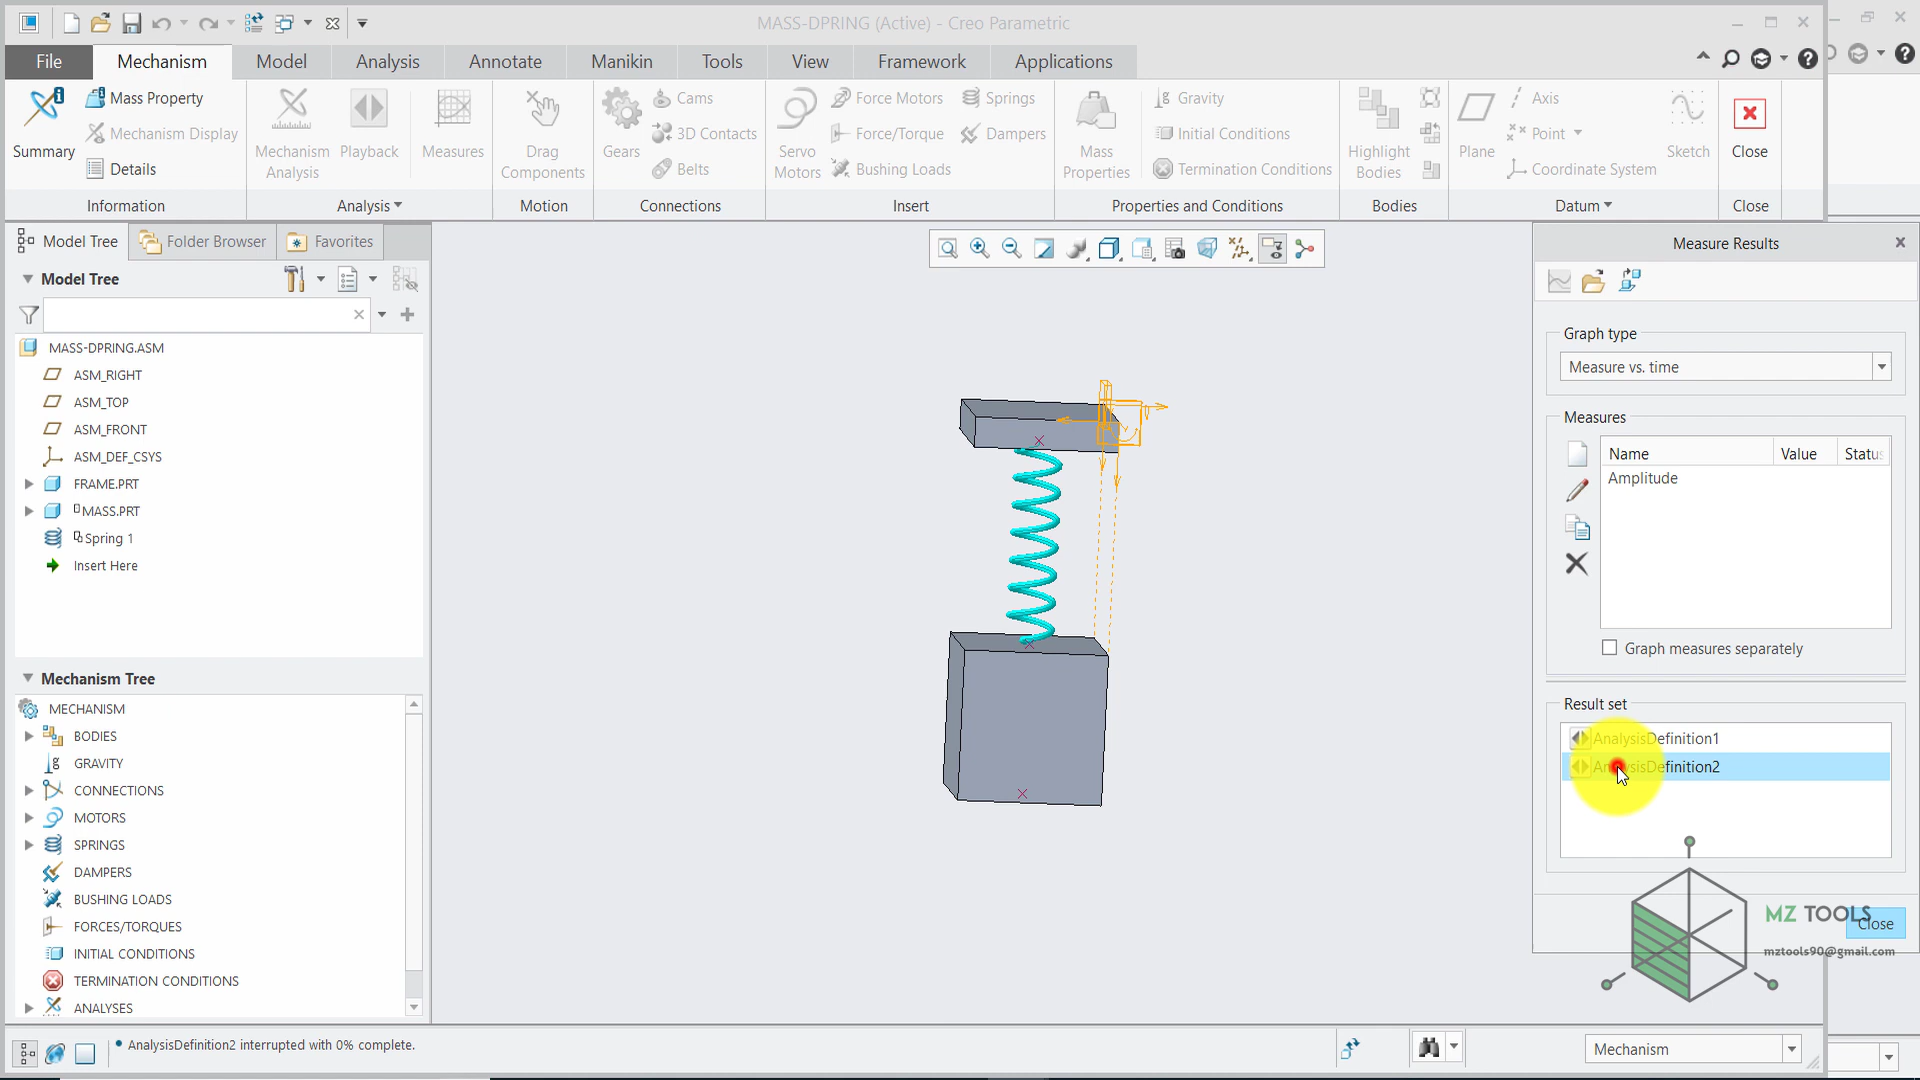 MASS-DPRING (Active) - Creo Parametric
File
Mechanism
Model
Analysis
Annotate
Manikin
Tools
View
Framework
Applications
Summary
Mass Property
Mechanism Display
Details
Information
Mechanism
Analysis
Playback
Measures
Analysis
Drag
Components
Motion
Gears
Cams
3D Contacts
Belts
Connections
Servo
Motors
Force Motors
Force/Torque
Bushing Loads
Springs
Dampers
Insert
Mass
Properties
Gravity
Initial Conditions
Termination Conditions
Properties and Conditions
Highlight
Bodies
Bodies
Plane
Axis
Point
Coordinate System
Sketch
Datum
Close
Close
Model Tree
Folder Browser
Favorites
Model Tree
MASS-DPRING.ASM
ASM_RIGHT
ASM_TOP
ASM_FRONT
ASM_DEF_CSYS
FRAME.PRT
MASS.PRT
Spring 1
Insert Here
Mechanism Tree
MECHANISM
BODIES
GRAVITY
CONNECTIONS
MOTORS
SPRINGS
DAMPERS
BUSHING LOADS
FORCES/TORQUES
INITIAL CONDITIONS
TERMINATION CONDITIONS
ANALYSES
Measure Results
Graph type
Measure vs. time
Measures
Name Value Status
Amplitude
Graph measures separately
Result set
AnalysisDefinition1
AnalysisDefinition2
MZ TOOLS
Close
mztools90@gmail.com
AnalysisDefinition2 interrupted with 0% complete.
Mechanism